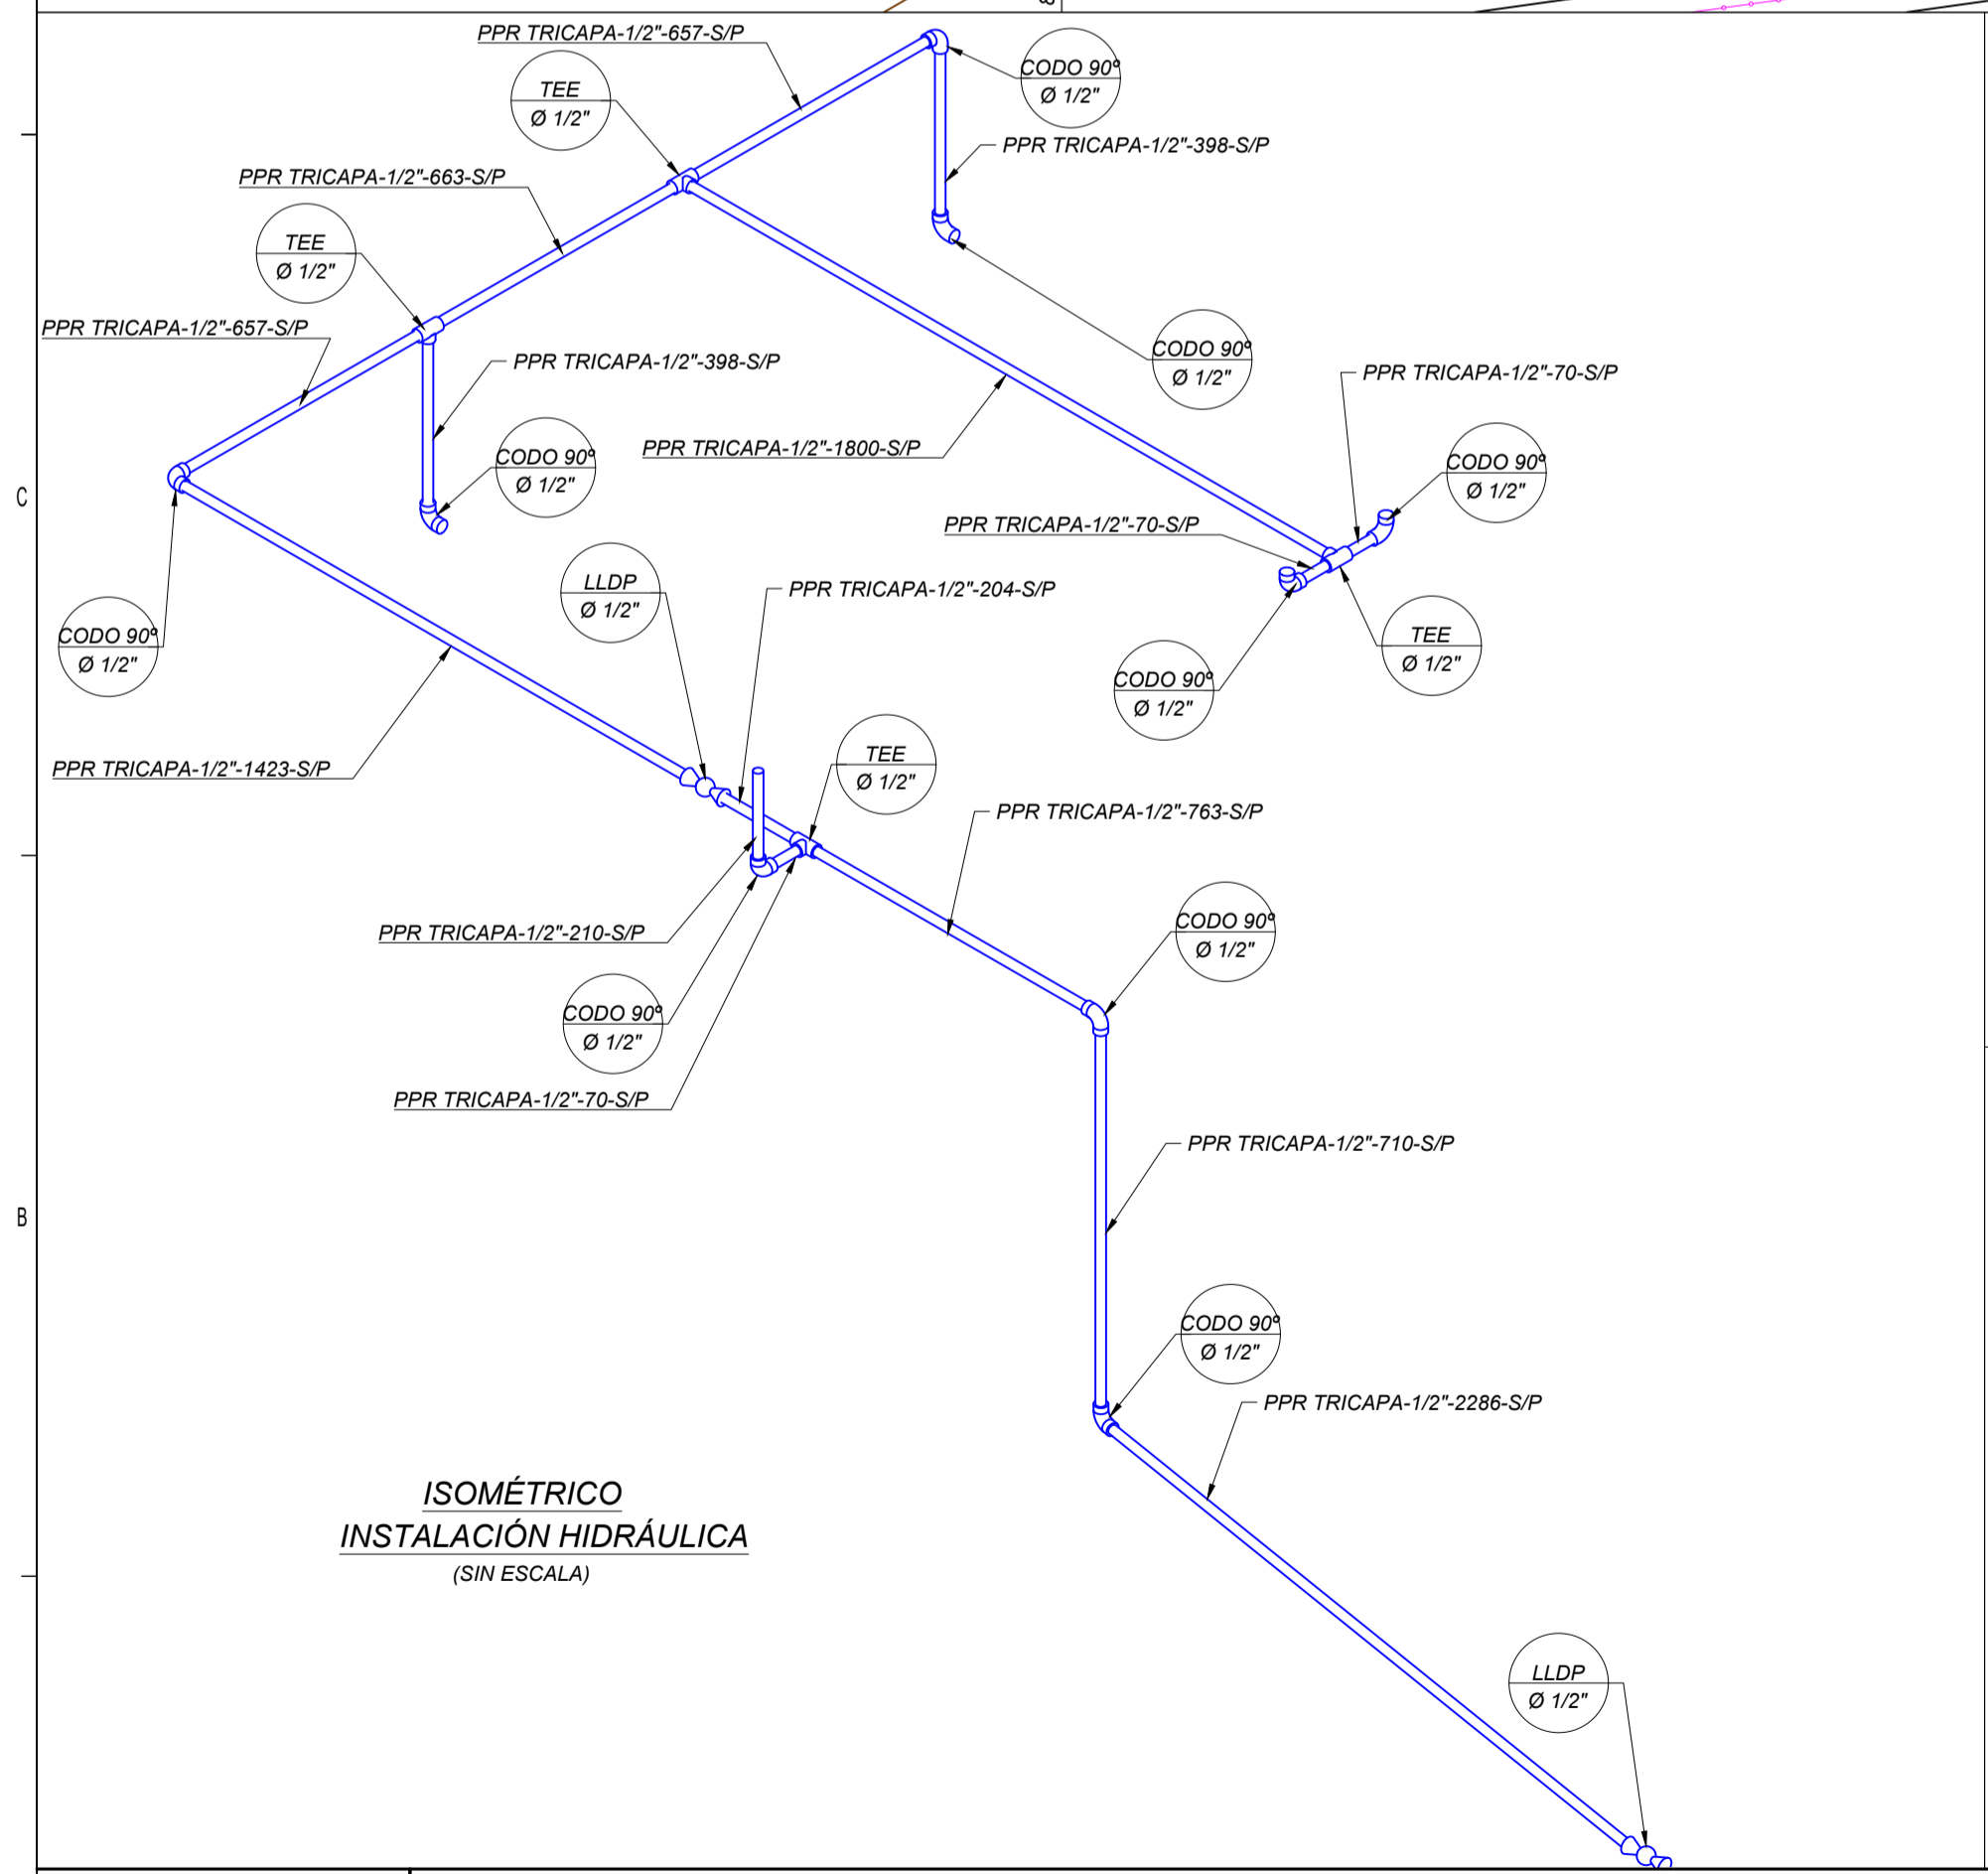 PPR TRICAPA-1/2"-657-S/P
CODO 90°
Ø 1/2"
TEE
Ø 1/2"
PPR TRICAPA-1/2"-398-S/P
PPR TRICAPA-1/2"-663-S/P
TEE
Ø 1/2"
PPR TRICAPA-1/2"-657-S/P
PPR TRICAPA-1/2"-398-S/P
CODO 90°
Ø 1/2"
PPR TRICAPA-1/2"-70-S/P
PPR TRICAPA-1/2"-1800-S/P
CODO 90°
Ø 1/2"
CODO 90°
Ø 1/2"
C
PPR TRICAPA-1/2"-70-S/P
LLDP
Ø 1/2"
PPR TRICAPA-1/2"-204-S/P
CODO 90°
Ø 1/2"
TEE
Ø 1/2"
CODO 90°
Ø 1/2"
PPR TRICAPA-1/2"-1423-S/P
TEE
Ø 1/2"
PPR TRICAPA-1/2"-763-S/P
PPR TRICAPA-1/2"-210-S/P
CODO 90°
Ø 1/2"
CODO 90°
Ø 1/2"
PPR TRICAPA-1/2"-70-S/P
PPR TRICAPA-1/2"-710-S/P
B
CODO 90°
Ø 1/2"
PPR TRICAPA-1/2"-2286-S/P
ISOMÉTRICO
INSTALACIÓN HIDRÁULICA
(SIN ESCALA)
LLDP
Ø 1/2"